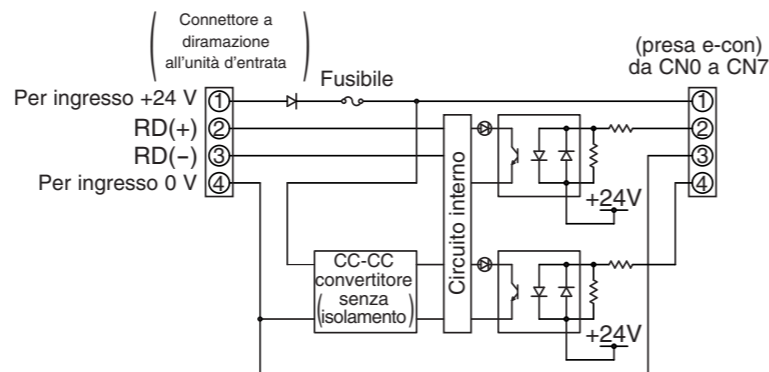 (Connettore a
diramazione
all'unità d'entrata)
(presa e-con)
da CN0 a CN7
Fusibile
Per ingresso +24 V ①
①
RD(+) ②
②
RD(−) ③
③
Per ingresso 0 V ④
④
Circuito interno
+24V
CC-CC
convertitore
(senza
isolamento)
+24V